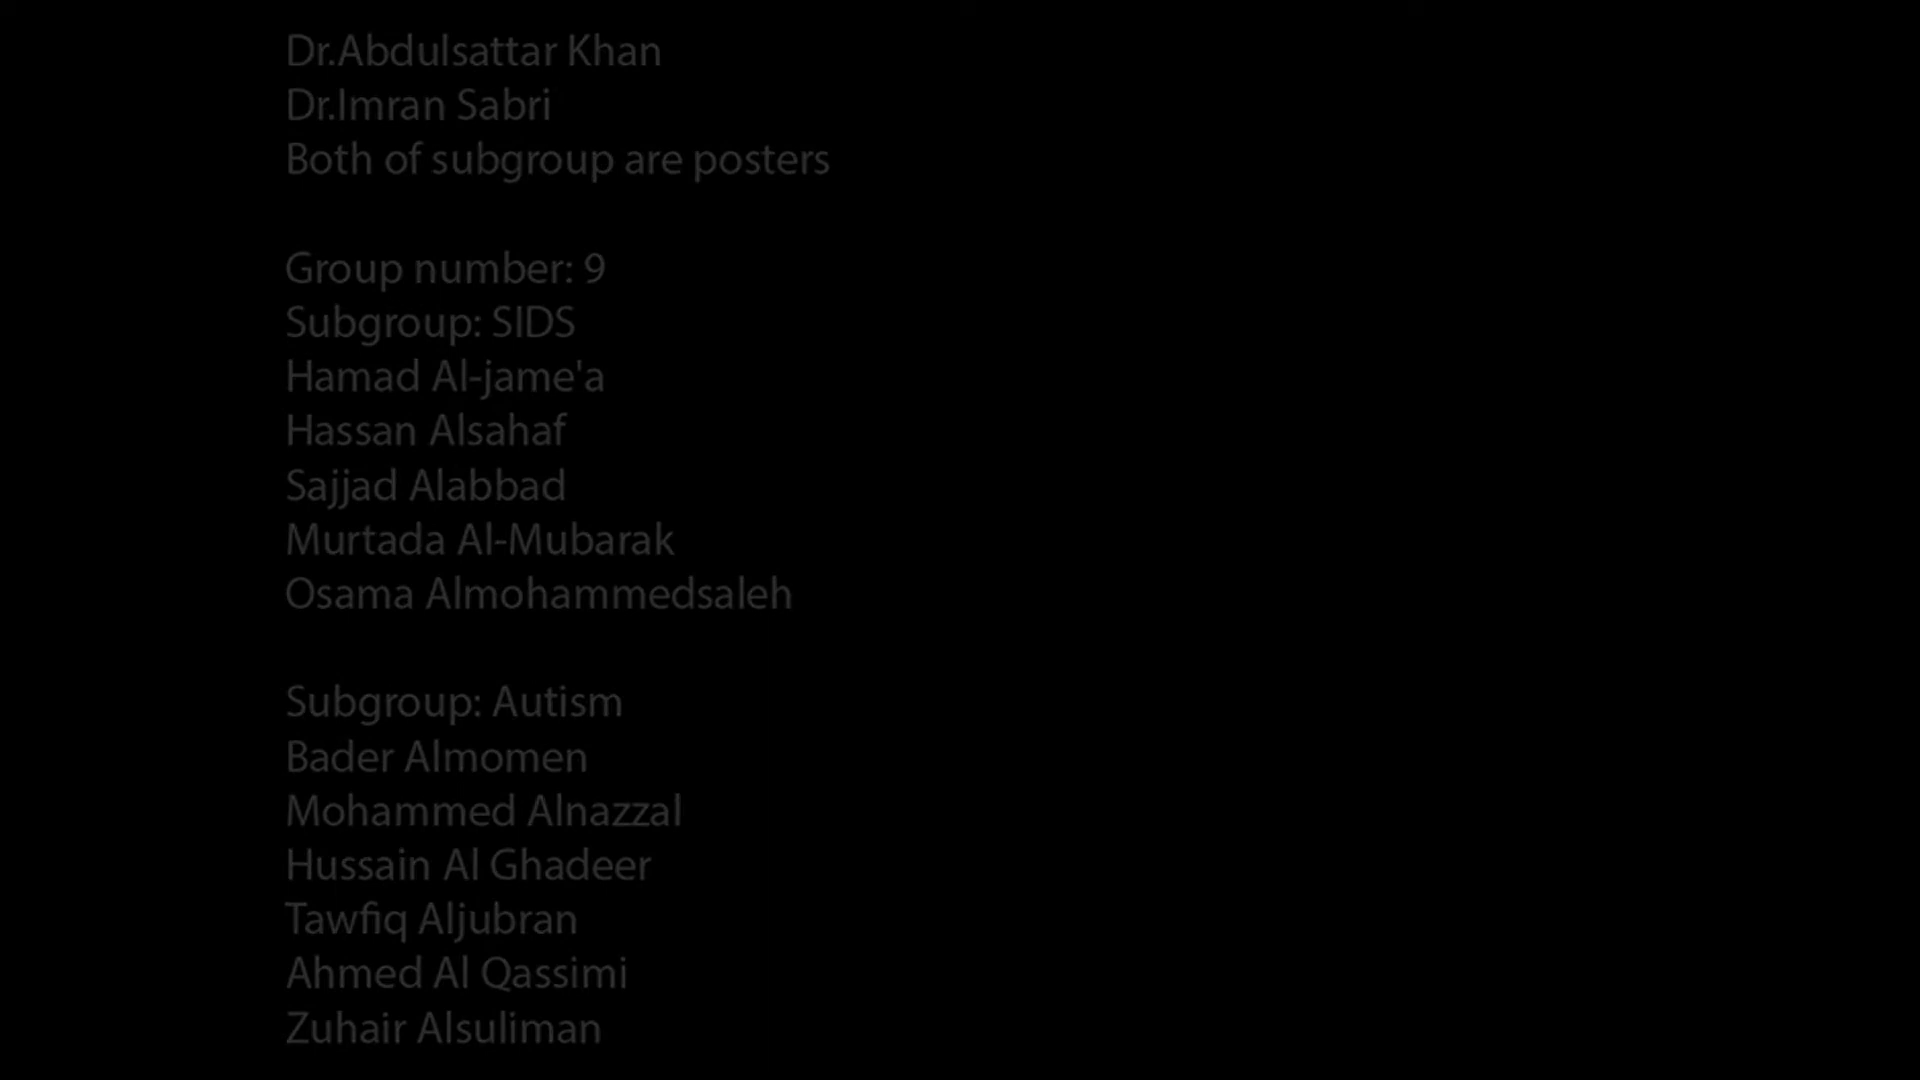 Dr.Abdulsattar Khan
Dr.Imran Sabri
Both of subgroup are posters
Group number: 9
Subgroup: SIDS
Hamad Al-jame'a
Hassan Alsahaf
Sajjad Alabbad
Murtada Al-Mubarak
Osama Almohammedsaleh
Subgroup: Autism
Bader Almomen
Mohammed Alnazzal
Hussain Al Ghadeer
Tawfiq Aljubran
Ahmed Al Qassimi
Zuhair Alsuliman